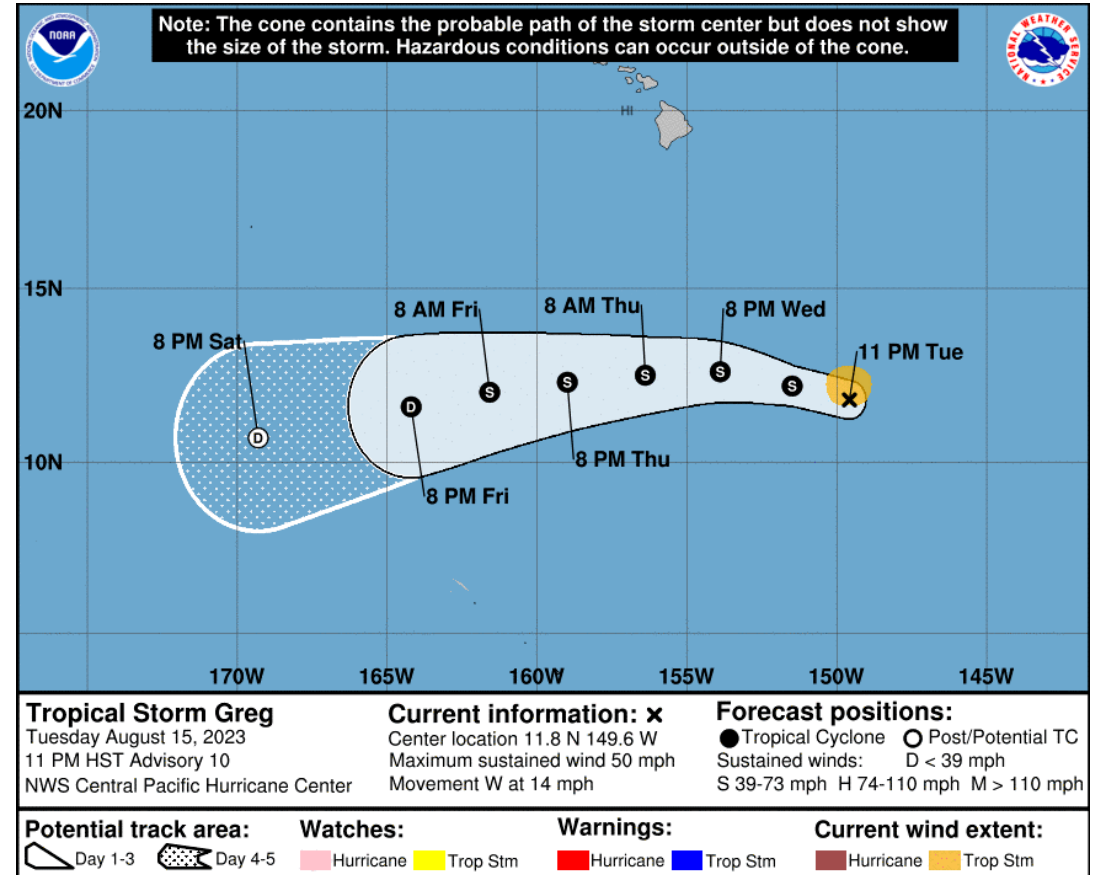 Note: The cone contains the probable path of the storm center but does not show
the size of the storm. Hazardous conditions can occur outside of the cone.
NOAA
NATIONAL WEATHER SERVICE
20N
HI
15N
8 AM Fri
8 AM Thu
8 PM Wed
8 PM Sat
11 PM Tue
S
S
S
S
S
D
D
10N
8 PM Thu
8 PM Fri
170W
165W
160W
155W
150W
145W
Tropical Storm Greg
Tuesday August 15, 2023
11 PM HST Advisory 10
NWS Central Pacific Hurricane Center
Current information: ×
Center location 11.8 N 149.6 W
Maximum sustained wind 50 mph
Movement W at 14 mph
Forecast positions:
Tropical Cyclone Post/Potential TC
Sustained winds: D < 39 mph
S 39-73 mph H 74-110 mph M > 110 mph
Potential track area:
Day 1-3 Day 4-5
Watches:
Hurricane Trop Stm
Warnings:
Hurricane Trop Stm
Current wind extent:
Hurricane Trop Stm